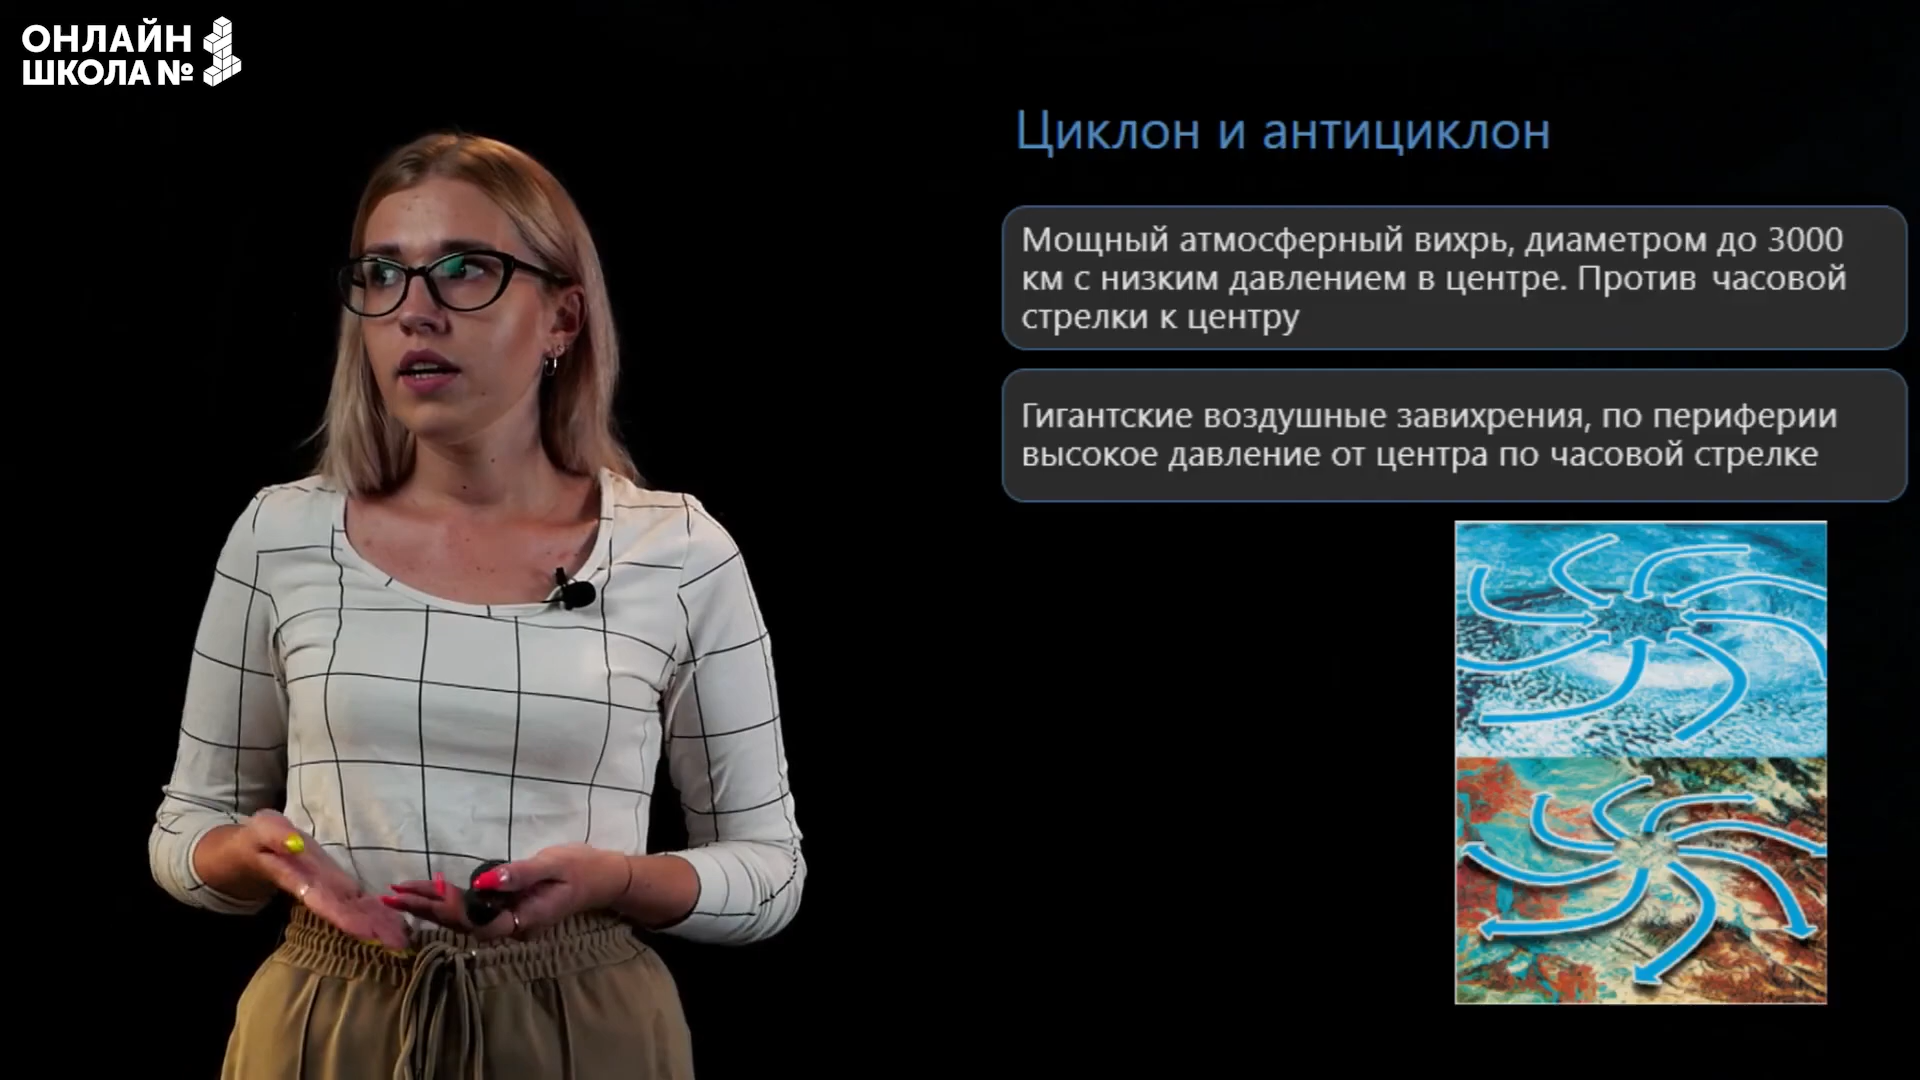 ОНЛАЙН
ШКОЛА №1
Циклон и антициклон
Мощный атмосферный вихрь, диаметром до 3000
км с низким давлением в центре. Против часовой
стрелки к центру
Гигантские воздушные завихрения, по периферии
высокое давление от центра по часовой стрелке